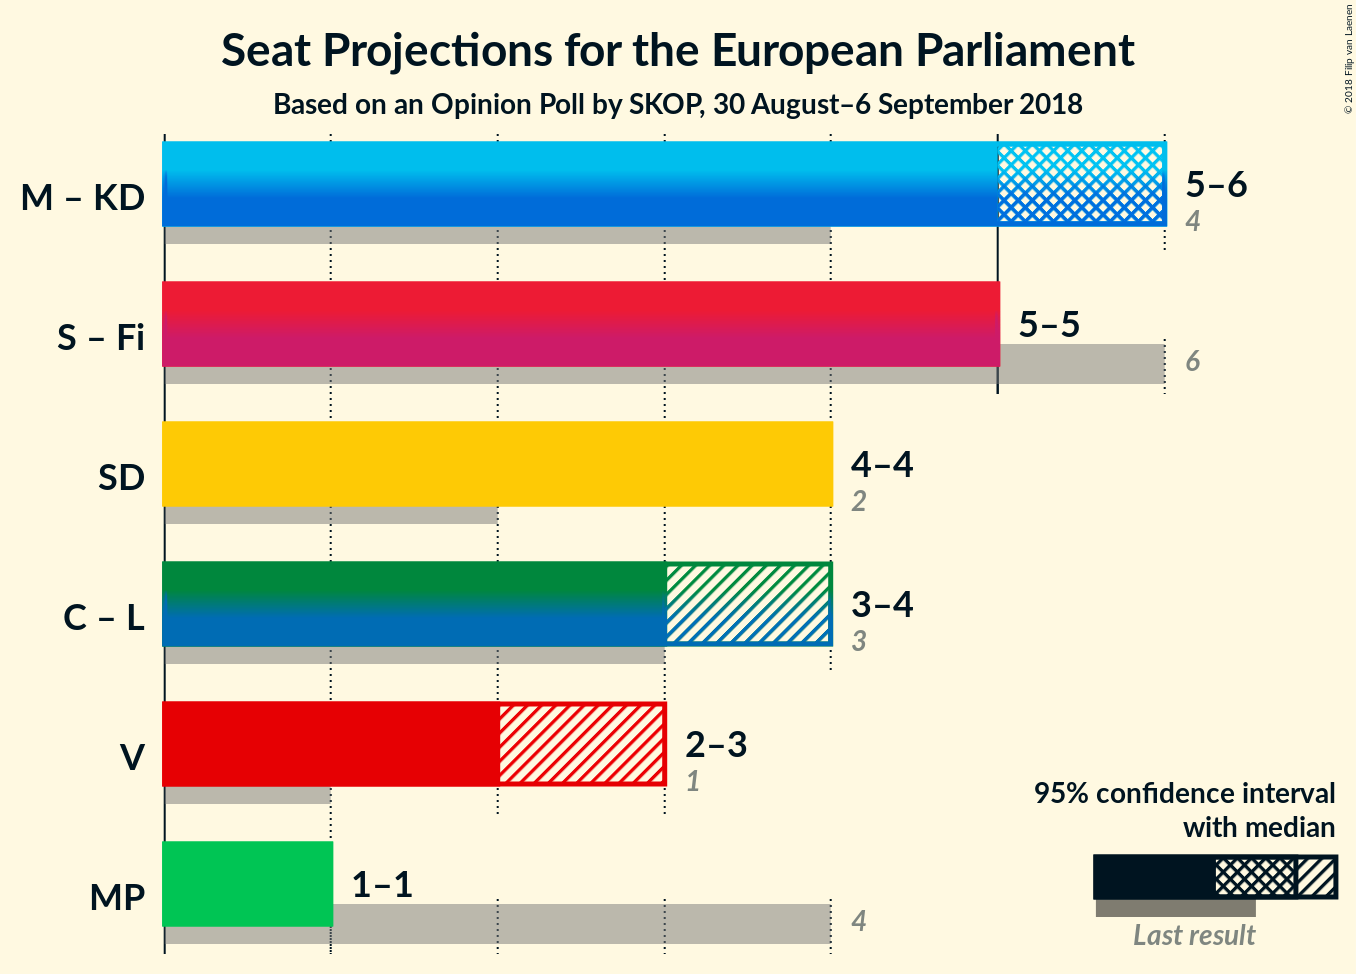 Seat Projections for the European Parliament
Based on an Opinion Poll by SKOP, 30 August–6 September 2018
© 2018 Filip van Laenen
M – KD
5–6
4
S – Fi
5–5
6
SD
4–4
2
C – L
3–4
3
V
2–3
1
MP
1–1
4
95% confidence interval
with median
Last result